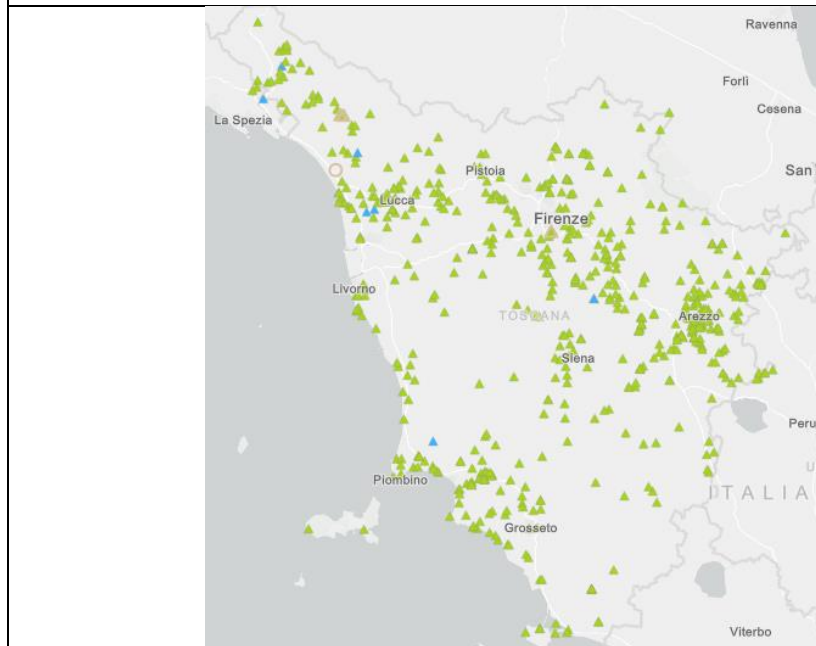 Ravenna
Forlì
Cesena
La Spezia
San
Pistoia
Lucca
Firenze
Livorno
TOSCANA
Arezzo
Siena
Peru
Piombino
U
ITALIA
Grosseto
Viterbo